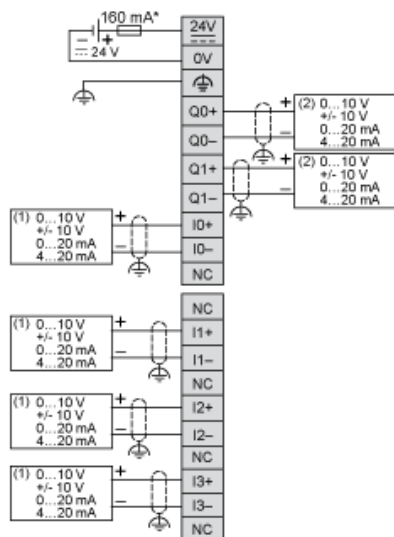 160 mA*
24V
+
−
24 V
0V
Q0+
+
(2) 0...10 V
+/- 10 V
0...20 mA
4...20 mA
−
Q0−
Q1+
+
(2) 0...10 V
+/- 10 V
0...20 mA
4...20 mA
−
Q1−
(1) 0...10 V
+/- 10 V
0...20 mA
4...20 mA
+
−
I0+
I0−
NC
NC
(1) 0...10 V
+/- 10 V
0...20 mA
4...20 mA
+
−
I1+
I1−
NC
(1) 0...10 V
+/- 10 V
0...20 mA
4...20 mA
+
−
I2+
I2−
NC
(1) 0...10 V
+/- 10 V
0...20 mA
4...20 mA
+
−
I3+
I3−
NC